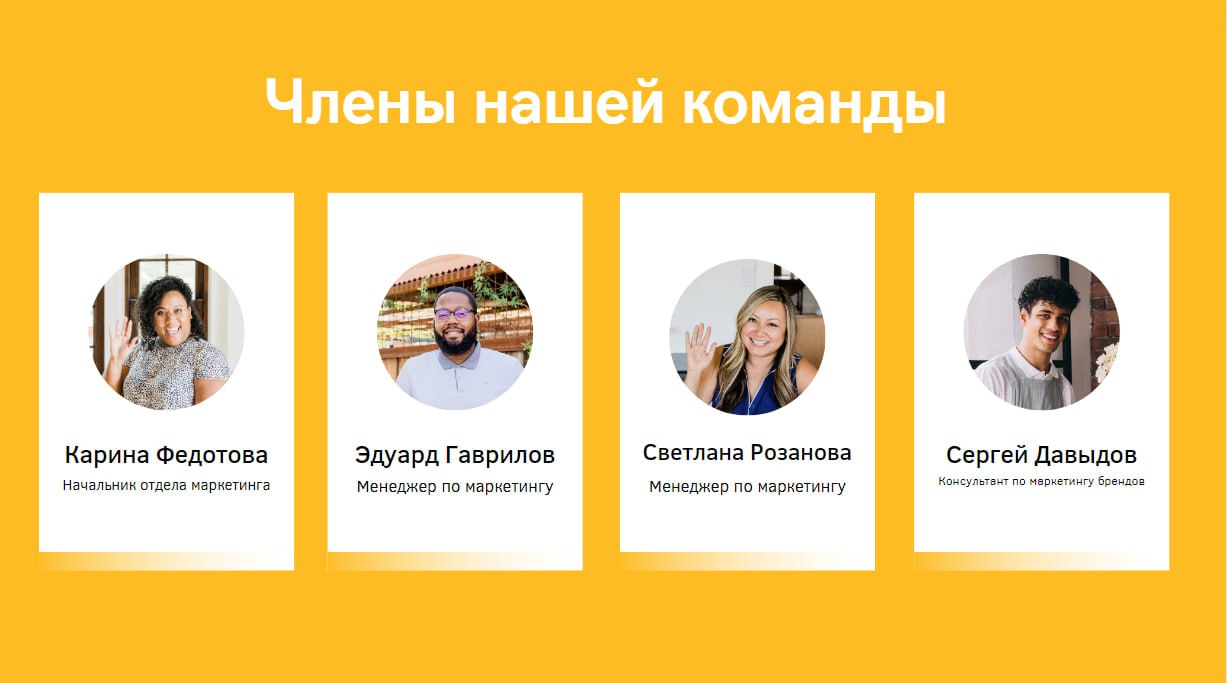 Члены нашей команды
Карина Федотова
Начальник отдела маркетинга
Эдуард Гаврилов
Менеджер по маркетингу
Светлана Розанова
Менеджер по маркетингу
Сергей Давыдов
Консультант по маркетингу брендов